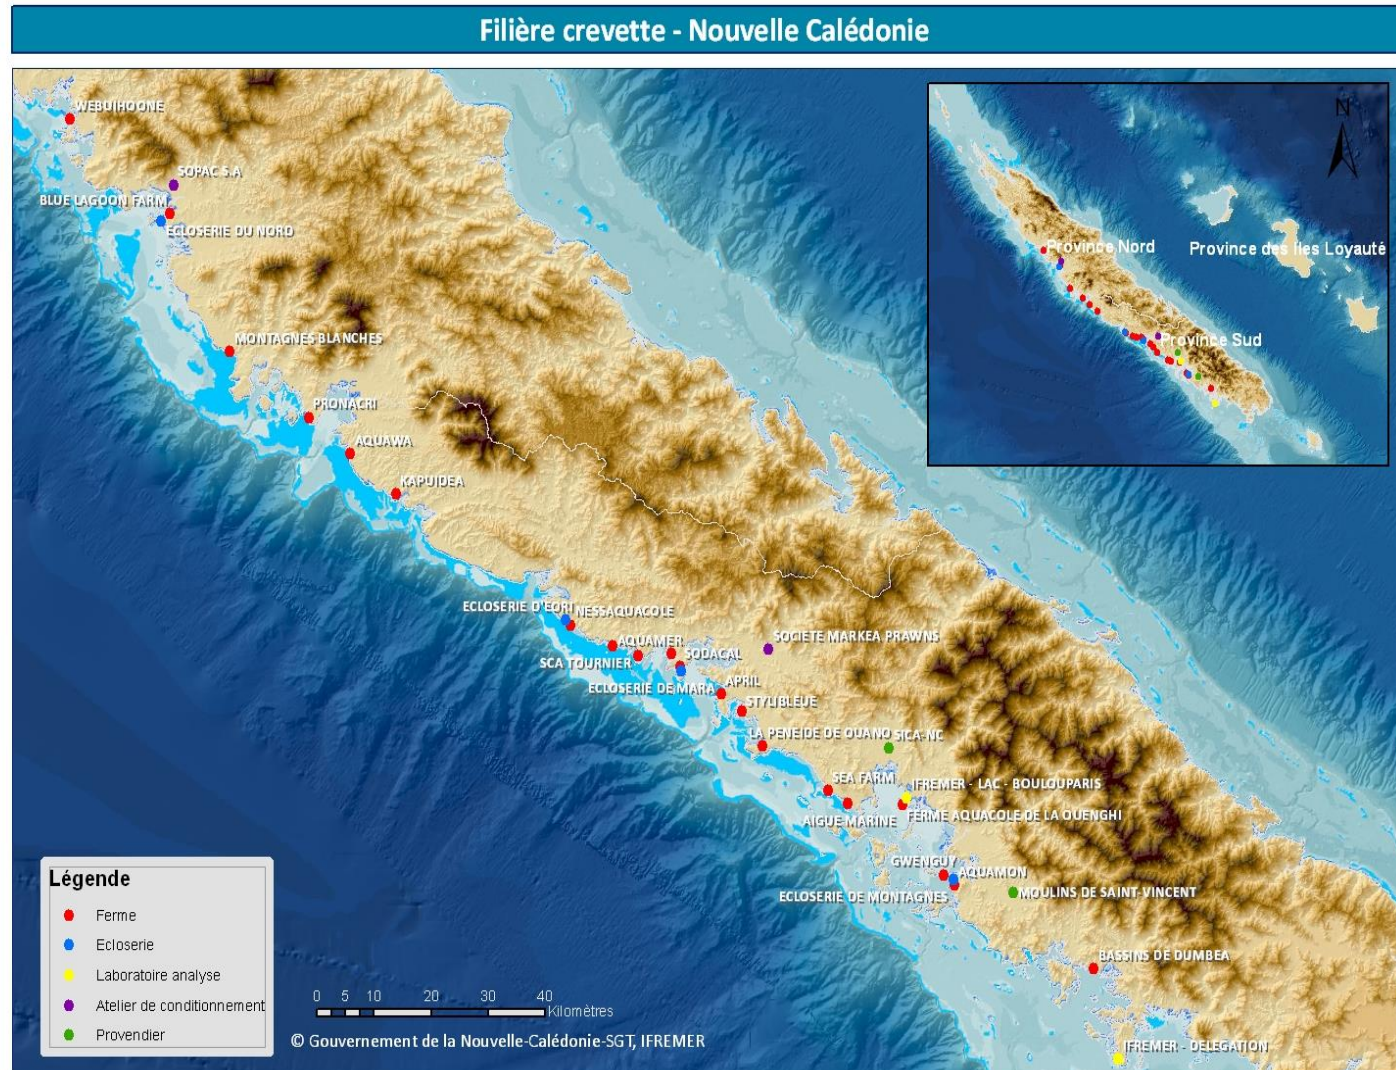 Filière crevette - Nouvelle Calédonie
WEBUIHOONE
SOPAC S.A
BLUE LAGOON FARM
ECLOSERIE DU NORD
MONTAGNES BLANCHES
PRONACRI
AQUAWA
KAPUIDEA
ECLOSERIE D'EORI
NESSAQUACOLE
AQUAMER
SCA TOURNIER
SODACAL
SOCIETE MARKEA PRAWNS
ECLOSERIE DE MARA
APRIL
STYLIBLEUE
LA PENEIDE DE OUANO
SICA-NC
SEA FARM
IFREMER - LAC - BOULOUPARIS
AIGUE MARINE
FERME AQUACOLE DE LA OUENGHI
GWENGUY
AQUAMON
ECLOSERIE DE MONTAGNES
MOULINS DE SAINT-VINCENT
BASSINS DE DUMBEA
IFREMER - DELEGATION
N
Province Nord
Province des Iles Loyauté
Province Sud
Légende
Ferme
Ecloserie
Laboratoire analyse
Atelier de conditionnement
Provendier
0 5 10 20 30 40
Kilomètres
© Gouvernement de la Nouvelle-Calédonie-SGT, IFREMER